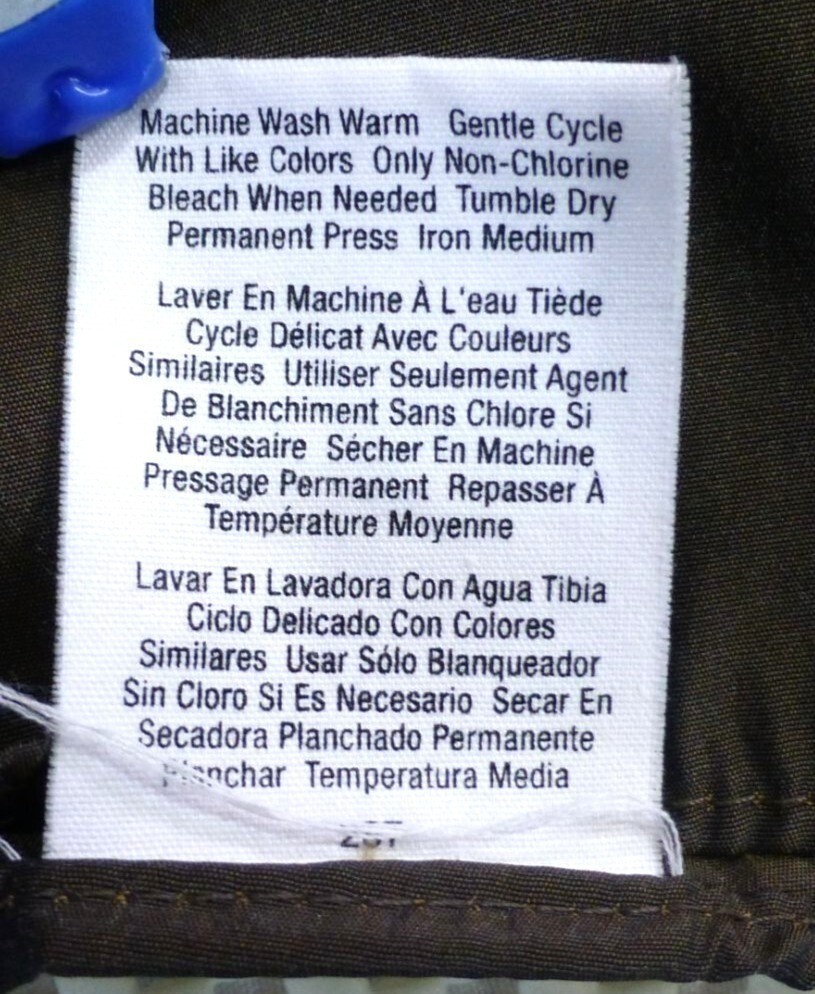 Machine Wash Warm Gentle Cycle
With Like Colors Only Non-Chlorine
Bleach When Needed Tumble Dry
Permanent Press Iron Medium
Laver En Machine À L'eau Tiède
Cycle Délicat Avec Couleurs
Similaires Utiliser Seulement Agent
De Blanchiment Sans Chlore Si
Nécessaire Sécher En Machine
Pressage Permanent Repasser À
Température Moyenne
Lavar En Lavadora Con Agua Tibia
Ciclo Delicado Con Colores
Similares Usar Sólo Blanqueador
Sin Cloro Si Es Necesario Secar En
Secadora Planchado Permanente
Planchar Temperatura Media